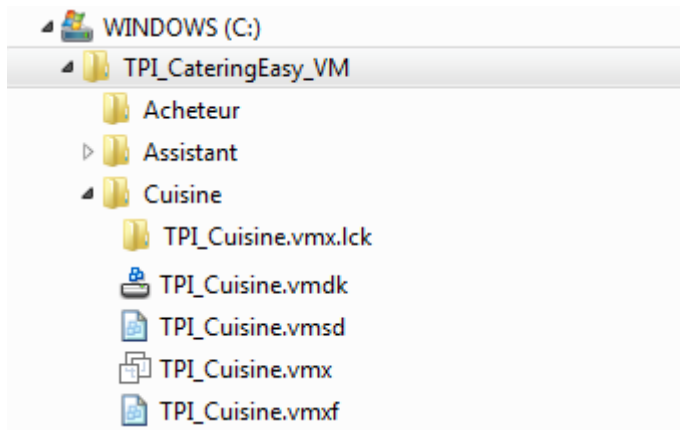 WINDOWS (C:)
TPI_CateringEasy_VM
Acheteur
Assistant
Cuisine
TPI_Cuisine.vmx.lck
TPI_Cuisine.vmdk
TPI_Cuisine.vmsd
TPI_Cuisine.vmx
TPI_Cuisine.vmxf